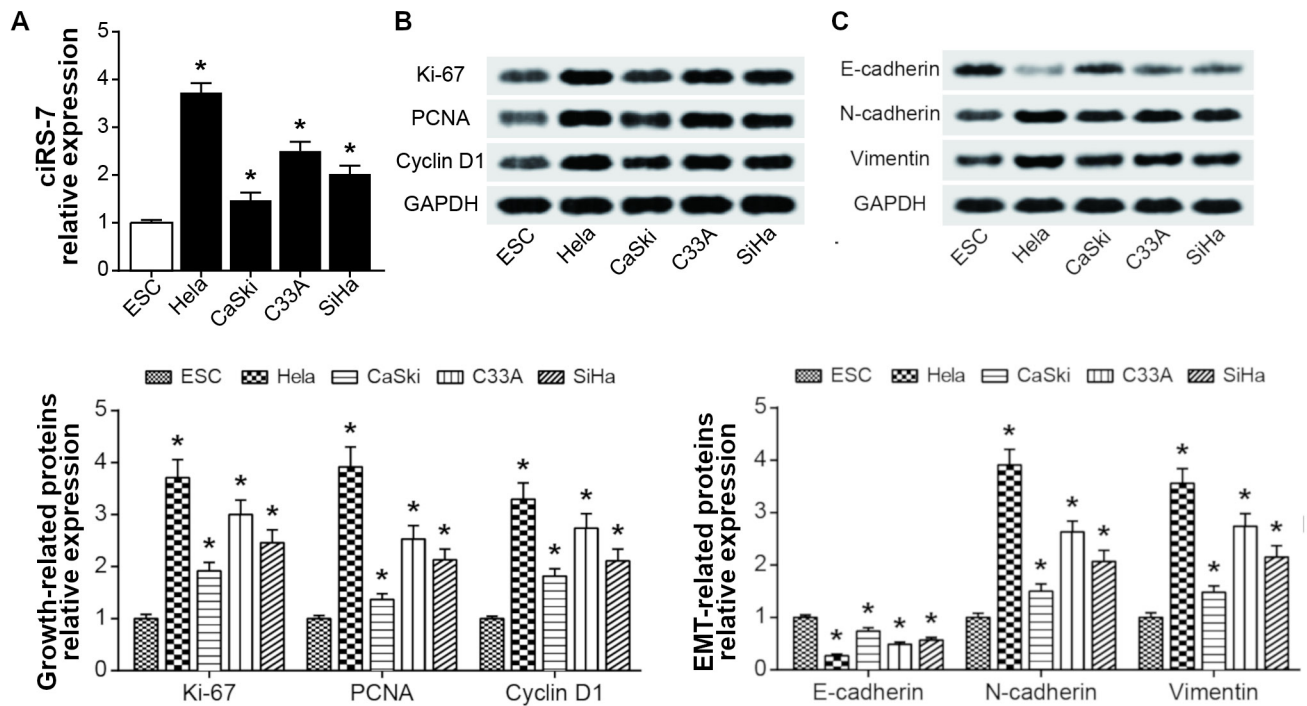 A
ciRS-7
relative expression
5
4
3
2
1
0
* * * *
ESC Hela CaSki C33A SiHa
B
Ki-67
PCNA
Cyclin D1
GAPDH
ESC Hela CaSki C33A SiHa
C
E-cadherin
N-cadherin
Vimentin
GAPDH
ESC Hela CaSki C33A SiHa
ESC Hela CaSki C33A SiHa
Growth-related proteins
relative expression
5
4
3
2
1
0
* * * * * * * * * * * *
Ki-67 PCNA Cyclin D1
ESC Hela CaSki C33A SiHa
EMT-related proteins
relative expression
5
4
3
2
1
0
* * * * * * * * * * * *
E-cadherin N-cadherin Vimentin